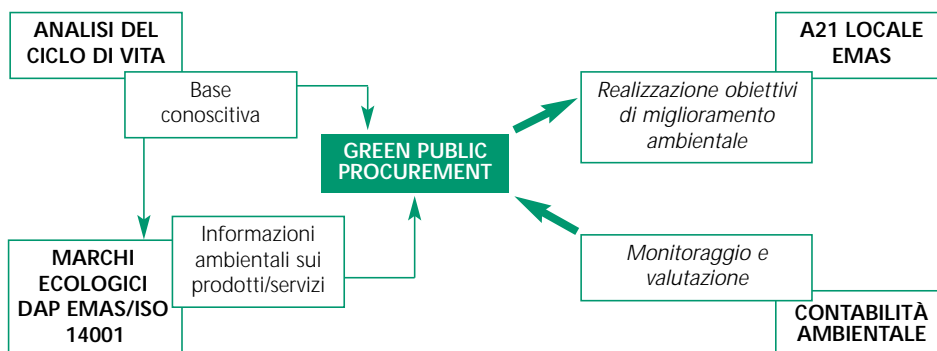 ANALISI DEL
CICLO DI VITA
Base
conoscitiva
A21 LOCALE
EMAS
Realizzazione obiettivi
di miglioramento
ambientale
GREEN PUBLIC
PROCUREMENT
MARCHI
ECOLOGICI
DAP EMAS/ISO
14001
Informazioni
ambientali sui
prodotti/servizi
Monitoraggio e
valutazione
CONTABILITÀ
AMBIENTALE